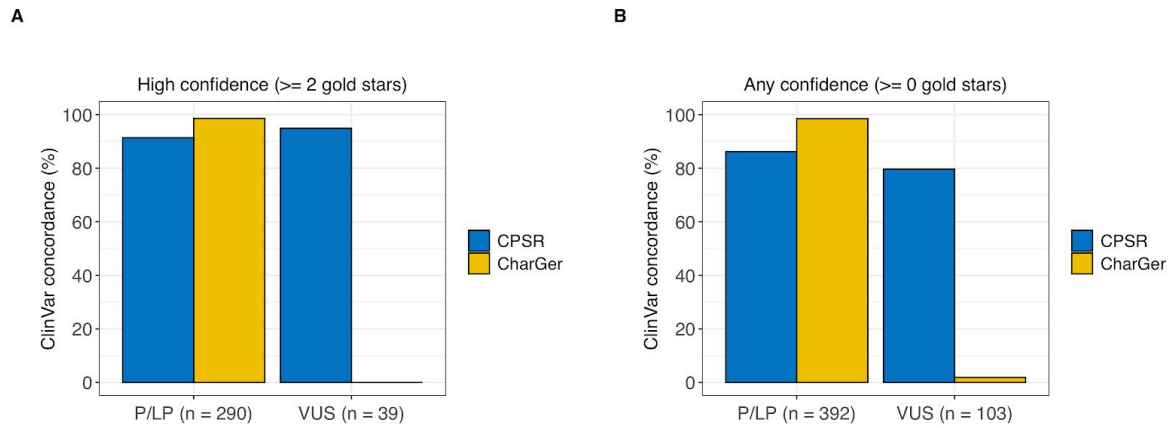 A
High confidence (>= 2 gold stars)
ClinVar concordance (%)
100
80
60
40
20
0
P/LP (n = 290)
VUS (n = 39)
CPSR
CharGer
B
Any confidence (>= 0 gold stars)
ClinVar concordance (%)
100
80
60
40
20
0
P/LP (n = 392)
VUS (n = 103)
CPSR
CharGer